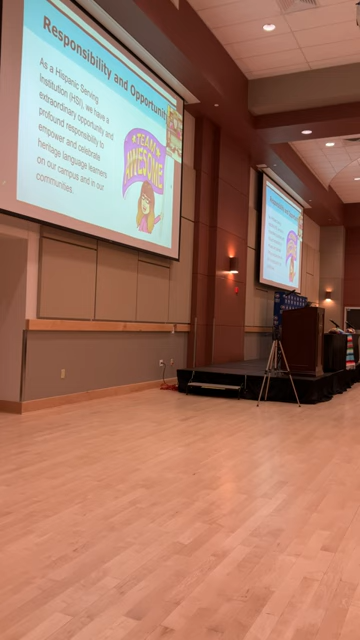 Responsibility and Opportunit
As a Hispanic Serving
Institution (HSI), we have a
extraordinary opportunity and
profound responsibility to
empower and celebrate
heritage language learners
on our campus and in our
communities.
TEAM
AWESOME